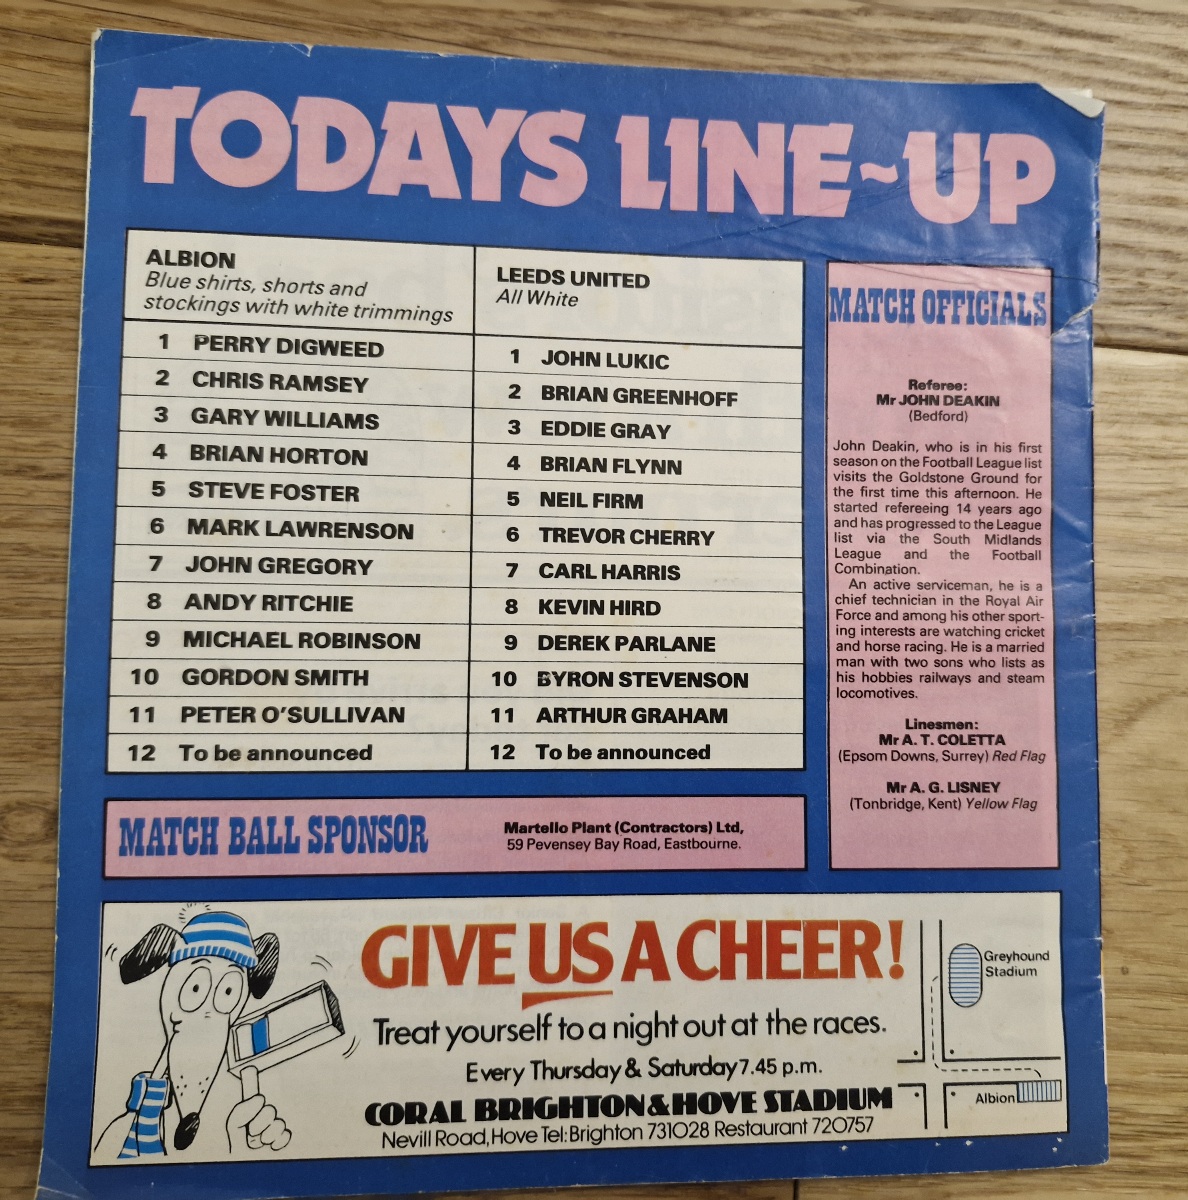 TODAYS LINE-UP
ALBION
Blue shirts, shorts and
stockings with white trimmings
1 PERRY DIGWEED
2 CHRIS RAMSEY
3 GARY WILLIAMS
4 BRIAN HORTON
5 STEVE FOSTER
6 MARK LAWRENSON
7 JOHN GREGORY
8 ANDY RITCHIE
9 MICHAEL ROBINSON
10 GORDON SMITH
11 PETER O'SULLIVAN
12 To be announced
LEEDS UNITED
All White
1 JOHN LUKIC
2 BRIAN GREENHOFF
3 EDDIE GRAY
4 BRIAN FLYNN
5 NEIL FIRM
6 TREVOR CHERRY
7 CARL HARRIS
8 KEVIN HIRD
9 DEREK PARLANE
10 BYRON STEVENSON
11 ARTHUR GRAHAM
12 To be announced
MATCH OFFICIALS
Referee:
Mr JOHN DEAKIN
(Bedford)
John Deakin, who is in his first
season on the Football League list
visits the Goldstone Ground for
the first time this afternoon. He
started refereeing 14 years ago
and has progressed to the League
list via the South Midlands
League and the Football
Combination.
An active serviceman, he is a
chief technician in the Royal Air
Force and among his other sport-
ing interests are watching cricket
and horse racing. He is a married
man with two sons who lists as
his hobbies railways and steam
locomotives.
Linesmen:
Mr A. T. COLETTA
(Epsom Downs, Surrey) Red Flag
Mr A. G. LISNEY
(Tonbridge, Kent) Yellow Flag
MATCH BALL SPONSOR
Martello Plant (Contractors) Ltd,
59 Pevensey Bay Road, Eastbourne.
GIVE US A CHEER!
Treat yourself to a night out at the races.
Every Thursday & Saturday 7.45 p.m.
CORAL BRIGHTON & HOVE STADIUM
Nevill Road, Hove Tel: Brighton 731028 Restaurant 720757
Greyhound
Stadium
Albion